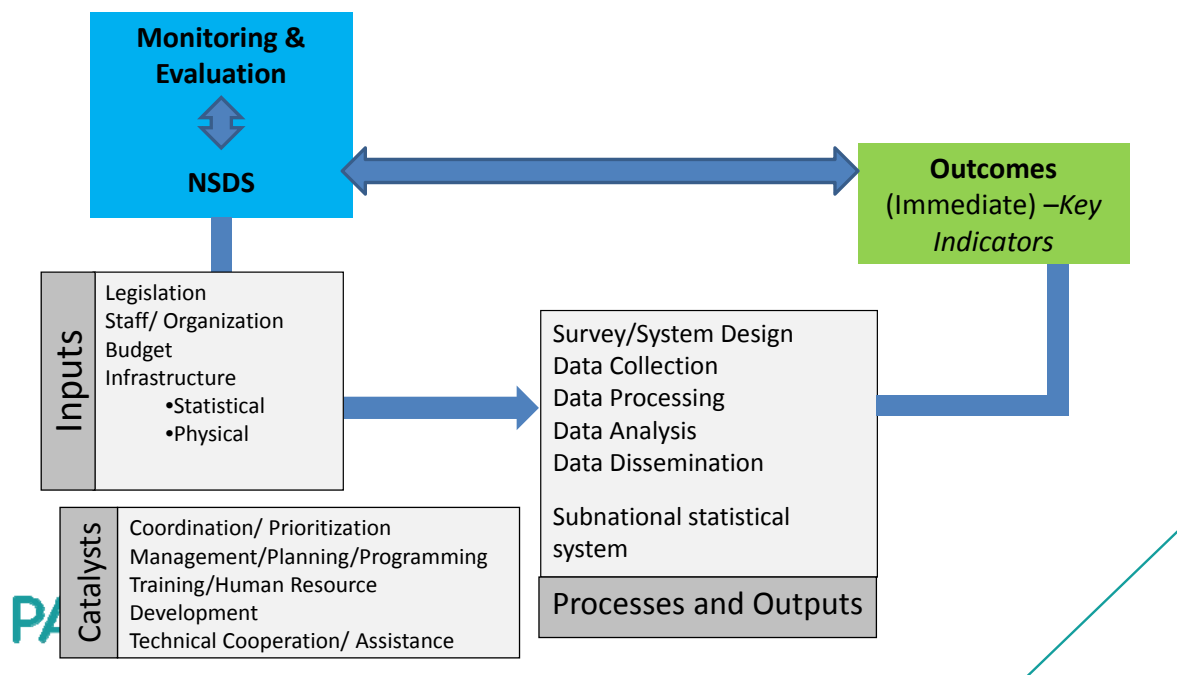 Monitoring &
Evaluation
NSDS
Outcomes
(Immediate) –Key
Indicators
Inputs
Legislation
Staff/ Organization
Budget
Infrastructure
•Statistical
•Physical
Survey/System Design
Data Collection
Data Processing
Data Analysis
Data Dissemination
Subnational statistical
system
Processes and Outputs
Catalysts
Coordination/ Prioritization
Management/Planning/Programming
Training/Human Resource
Development
Technical Cooperation/ Assistance